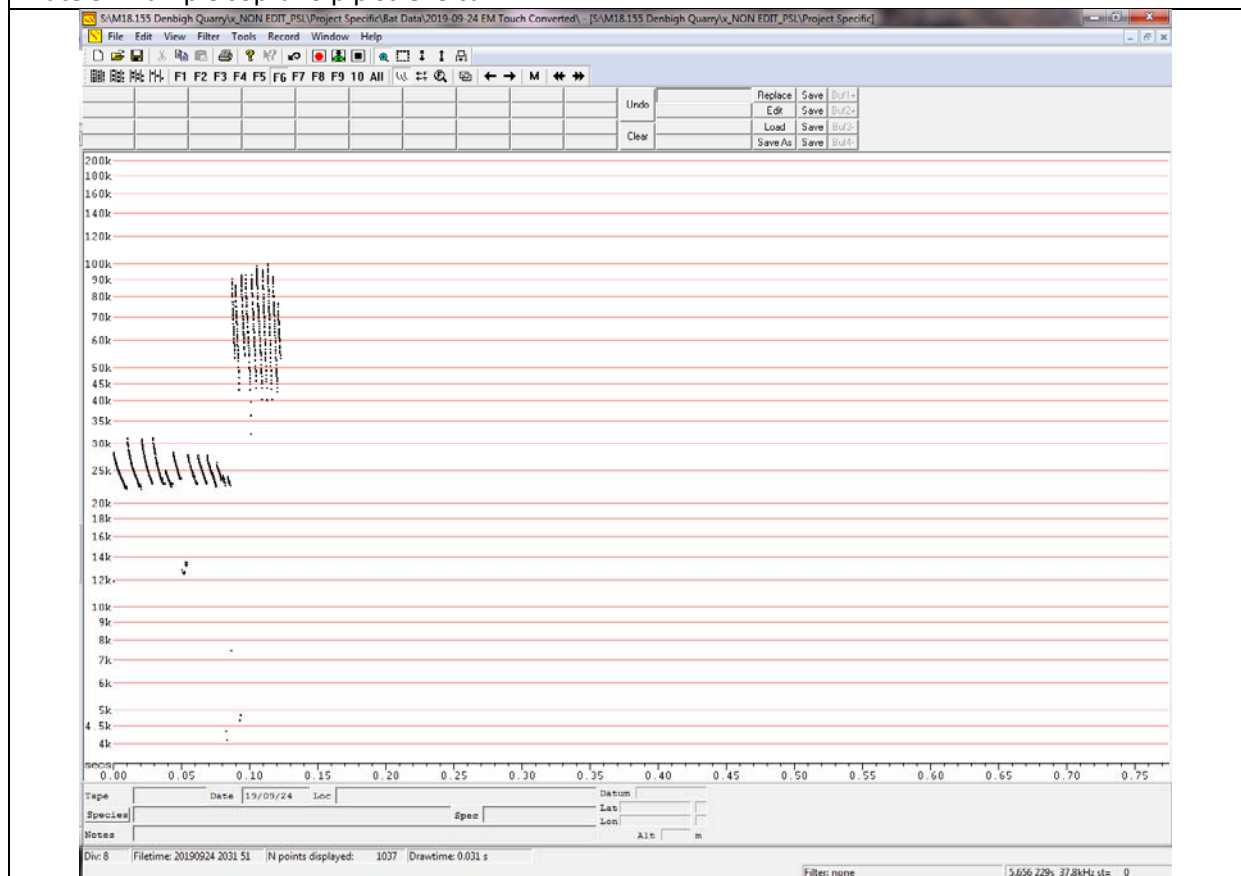 S:\M18.155 Denbigh Quarry\x_NON EDIT_PSL\Project Specific\Bat Data\2019-09-24 EM Touch Converted\ - [S:\M18.155 Denbigh Quarry\x_NON EDIT_PSL\Project Specific]
File Edit View Filter Tools Record Window Help
F1 F2 F3 F4 F5 F6 F7 F8 F9 10 All M
Undo Replace Save Buf1+
Edit Save Buf2+
Clear Load Save Buf3-
Save As Save Buf4-
200k
180k
160k
140k
120k
100k
90k
80k
70k
60k
50k
45k
40k
35k
30k
25k
20k
18k
16k
14k
12k
10k
9k
8k
7k
6k
5k
4.5k
4k
secs
0.00 0.05 0.10 0.15 0.20 0.25 0.30 0.35 0.40 0.45 0.50 0.55 0.60 0.65 0.70 0.75
Tape Date 19/09/24 Loc Datum
Species Spec Lat
Lon
Notes Alt m
Div: 8 Filetime: 20190924 2031 51 N points displayed: 1037 Drawtime: 0.031 s
Filter: none 5.656 229s, 37.8kHz st= 0